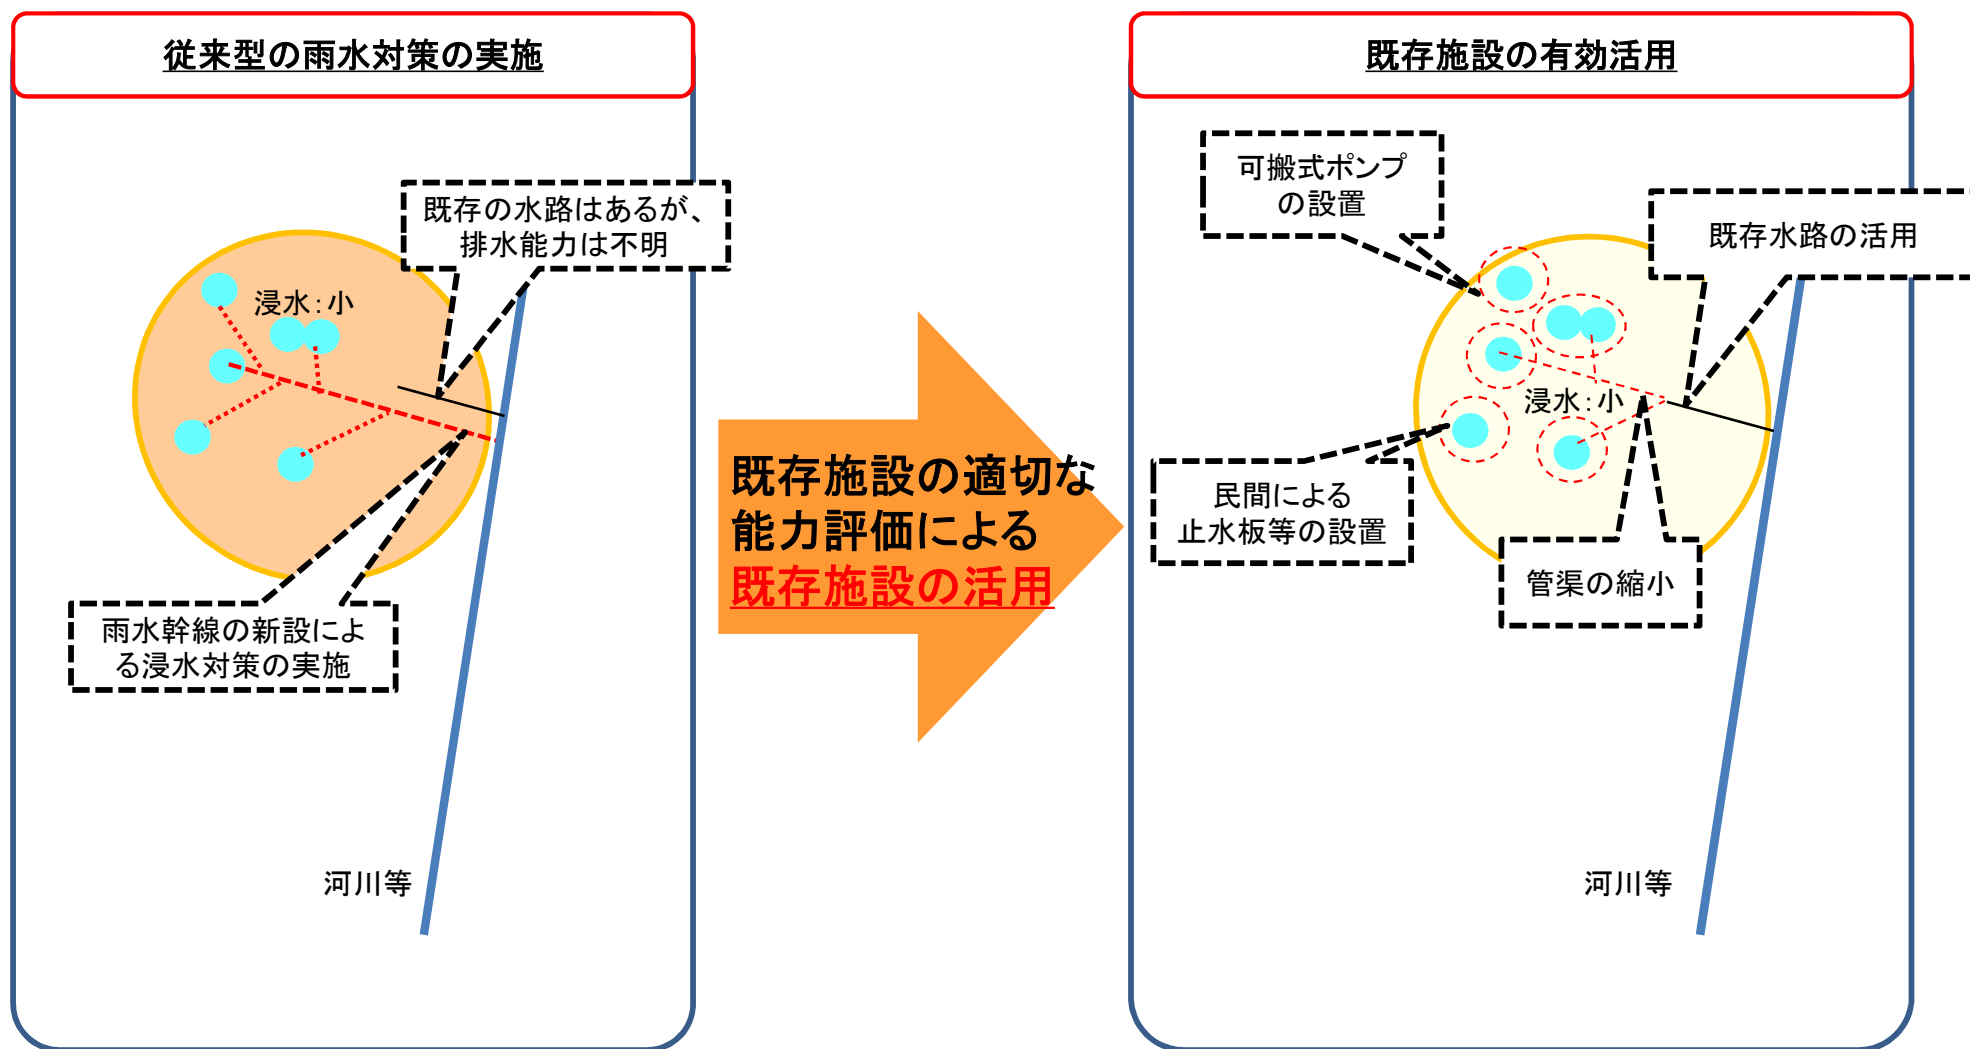 従来型の雨水対策の実施
既存の水路はあるが、
排水能力は不明
浸水：小
雨水幹線の新設によ
る浸水対策の実施
河川等
既存施設の適切な
能力評価による
既存施設の活用
既存施設の有効活用
可搬式ポンプ
の設置
既存水路の活用
浸水：小
民間による
止水板等の設置
管渠の縮小
河川等